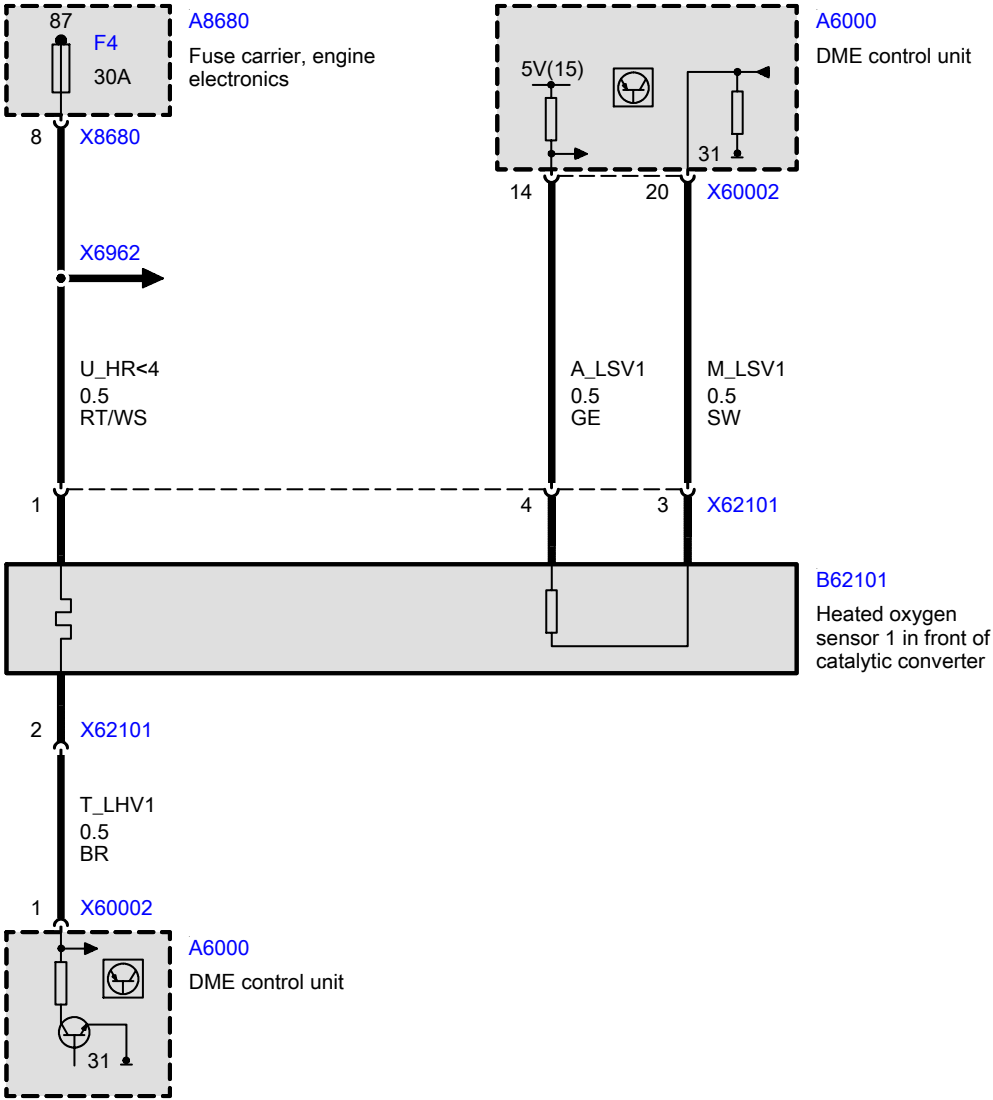 87
F4
30A
A8680
Fuse carrier, engine
electronics
8
X8680
X6962
U_HR<4
0.5
RT/WS
A6000
DME control unit
5V(15)
31
14
20
X60002
A_LSV1
0.5
GE
M_LSV1
0.5
SW
1
4
3
X62101
B62101
Heated oxygen
sensor 1 in front of
catalytic converter
2
X62101
T_LHV1
0.5
BR
1
X60002
A6000
DME control unit
31